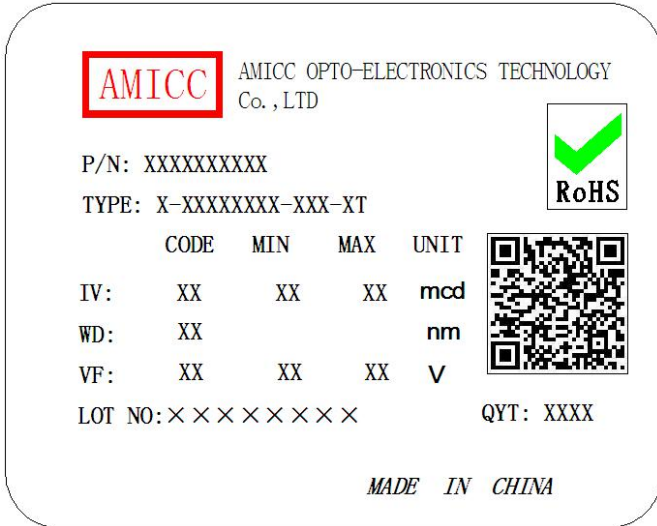 AMICC
AMICC OPTO-ELECTRONICS TECHNOLOGY
Co.,LTD
P/N: XXXXXXXXXX
RoHS
TYPE: X-XXXXXXXX-XXX-XT
CODE MIN MAX UNIT
IV: XX XX XX mcd
WD: XX nm
VF: XX XX XX V
LOT NO:××××××××
QYT: XXXX
MADE IN CHINA